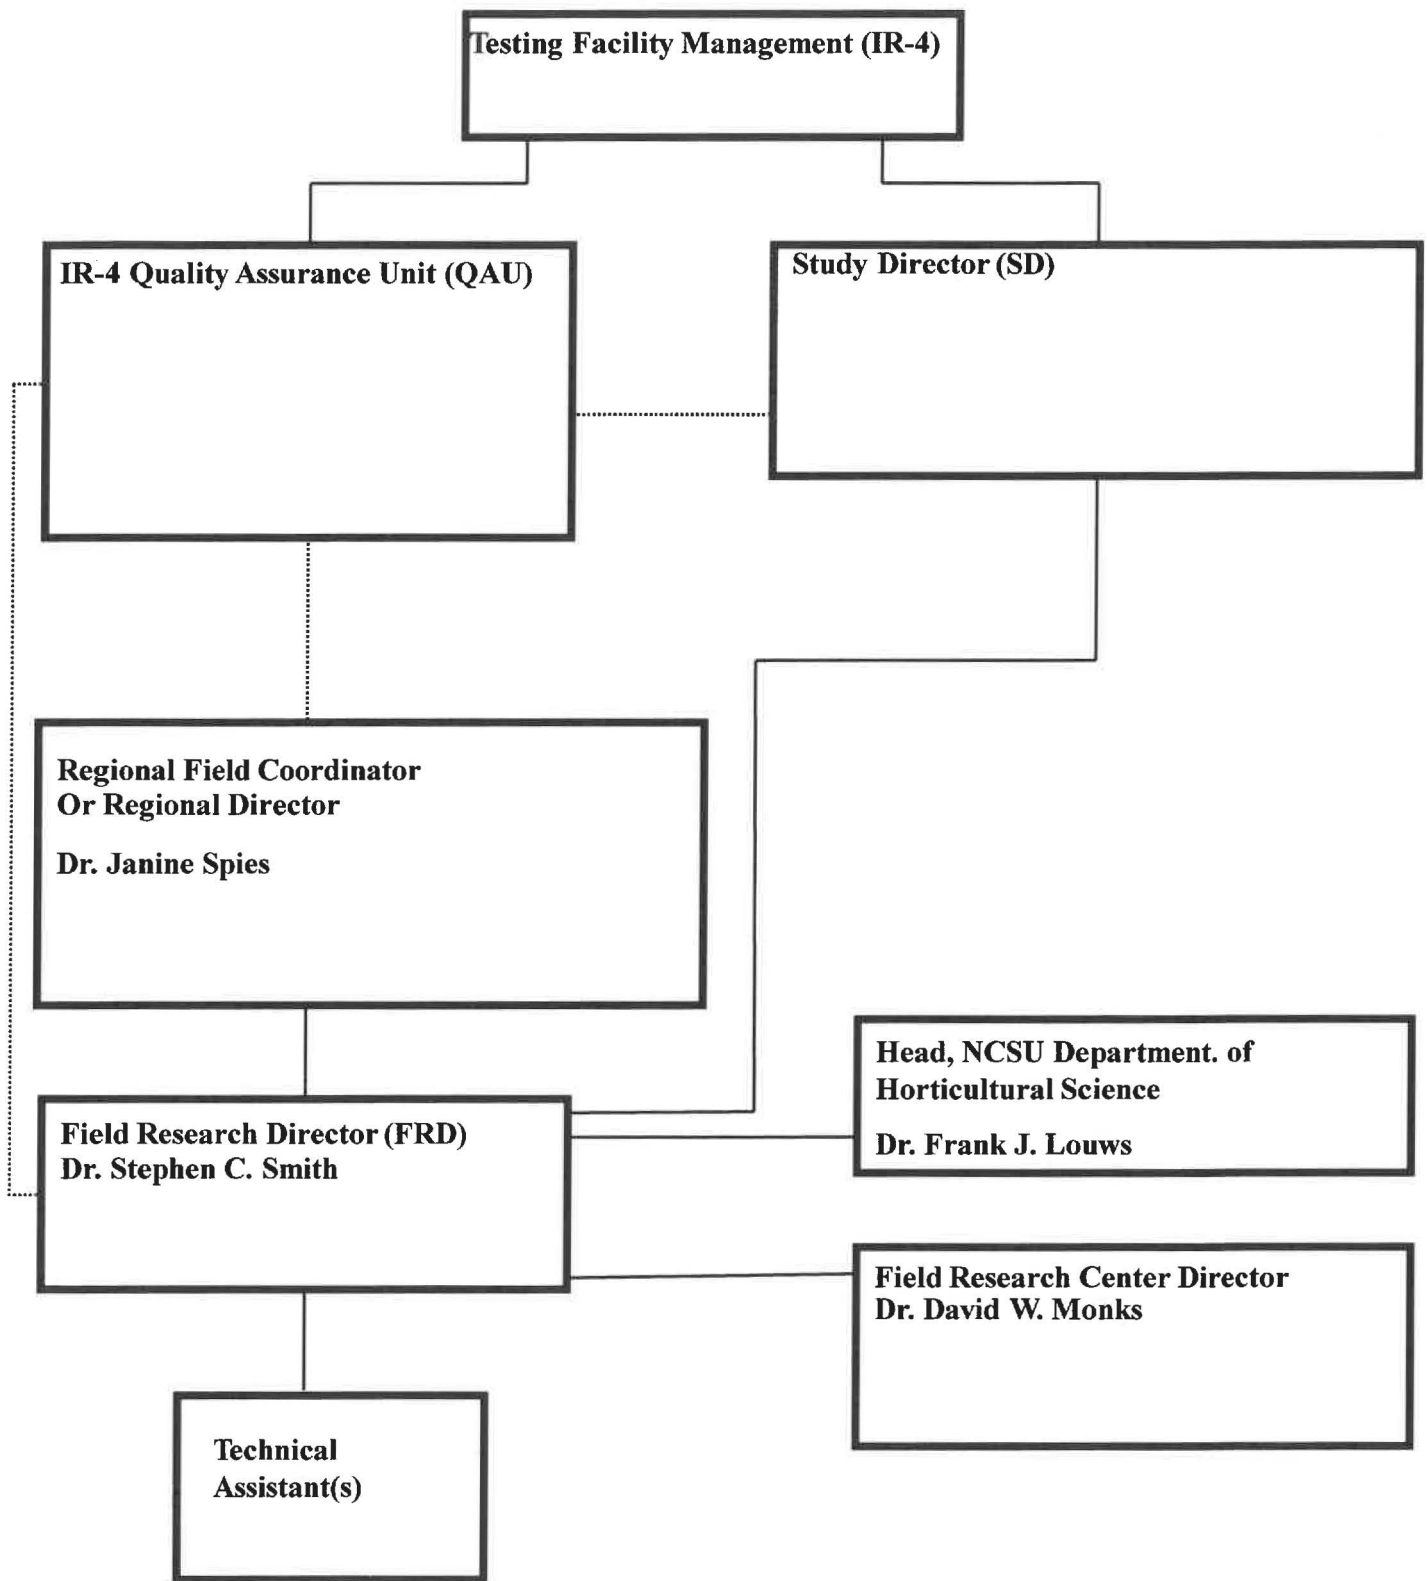 Testing Facility Management (IR-4)
IR-4 Quality Assurance Unit (QAU)
Study Director (SD)
Regional Field Coordinator
Or Regional Director
Dr. Janine Spies
Head, NCSU Department. of
Horticultural Science
Dr. Frank J. Louws
Field Research Director (FRD)
Dr. Stephen C. Smith
Field Research Center Director
Dr. David W. Monks
Technical
Assistant(s)